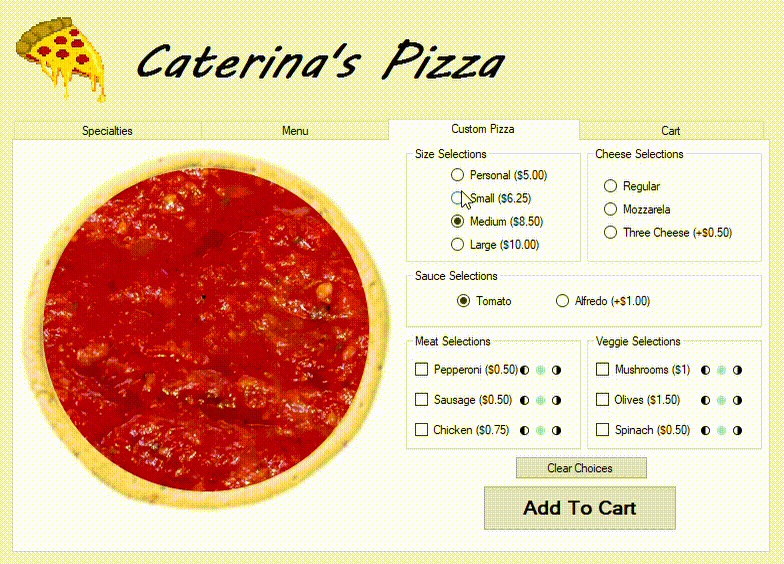 Caterina's Pizza
Specialties
Menu
Custom Pizza
Cart
Size Selections
Personal ($5.00)
Small ($6.25)
Medium ($8.50)
Large ($10.00)
Cheese Selections
Regular
Mozzarela
Three Cheese (+$0.50)
Sauce Selections
Tomato
Alfredo (+$1.00)
Meat Selections
Pepperoni ($0.50)
Sausage ($0.50)
Chicken ($0.75)
Veggie Selections
Mushrooms ($1)
Olives ($1.50)
Spinach ($0.50)
Clear Choices
Add To Cart